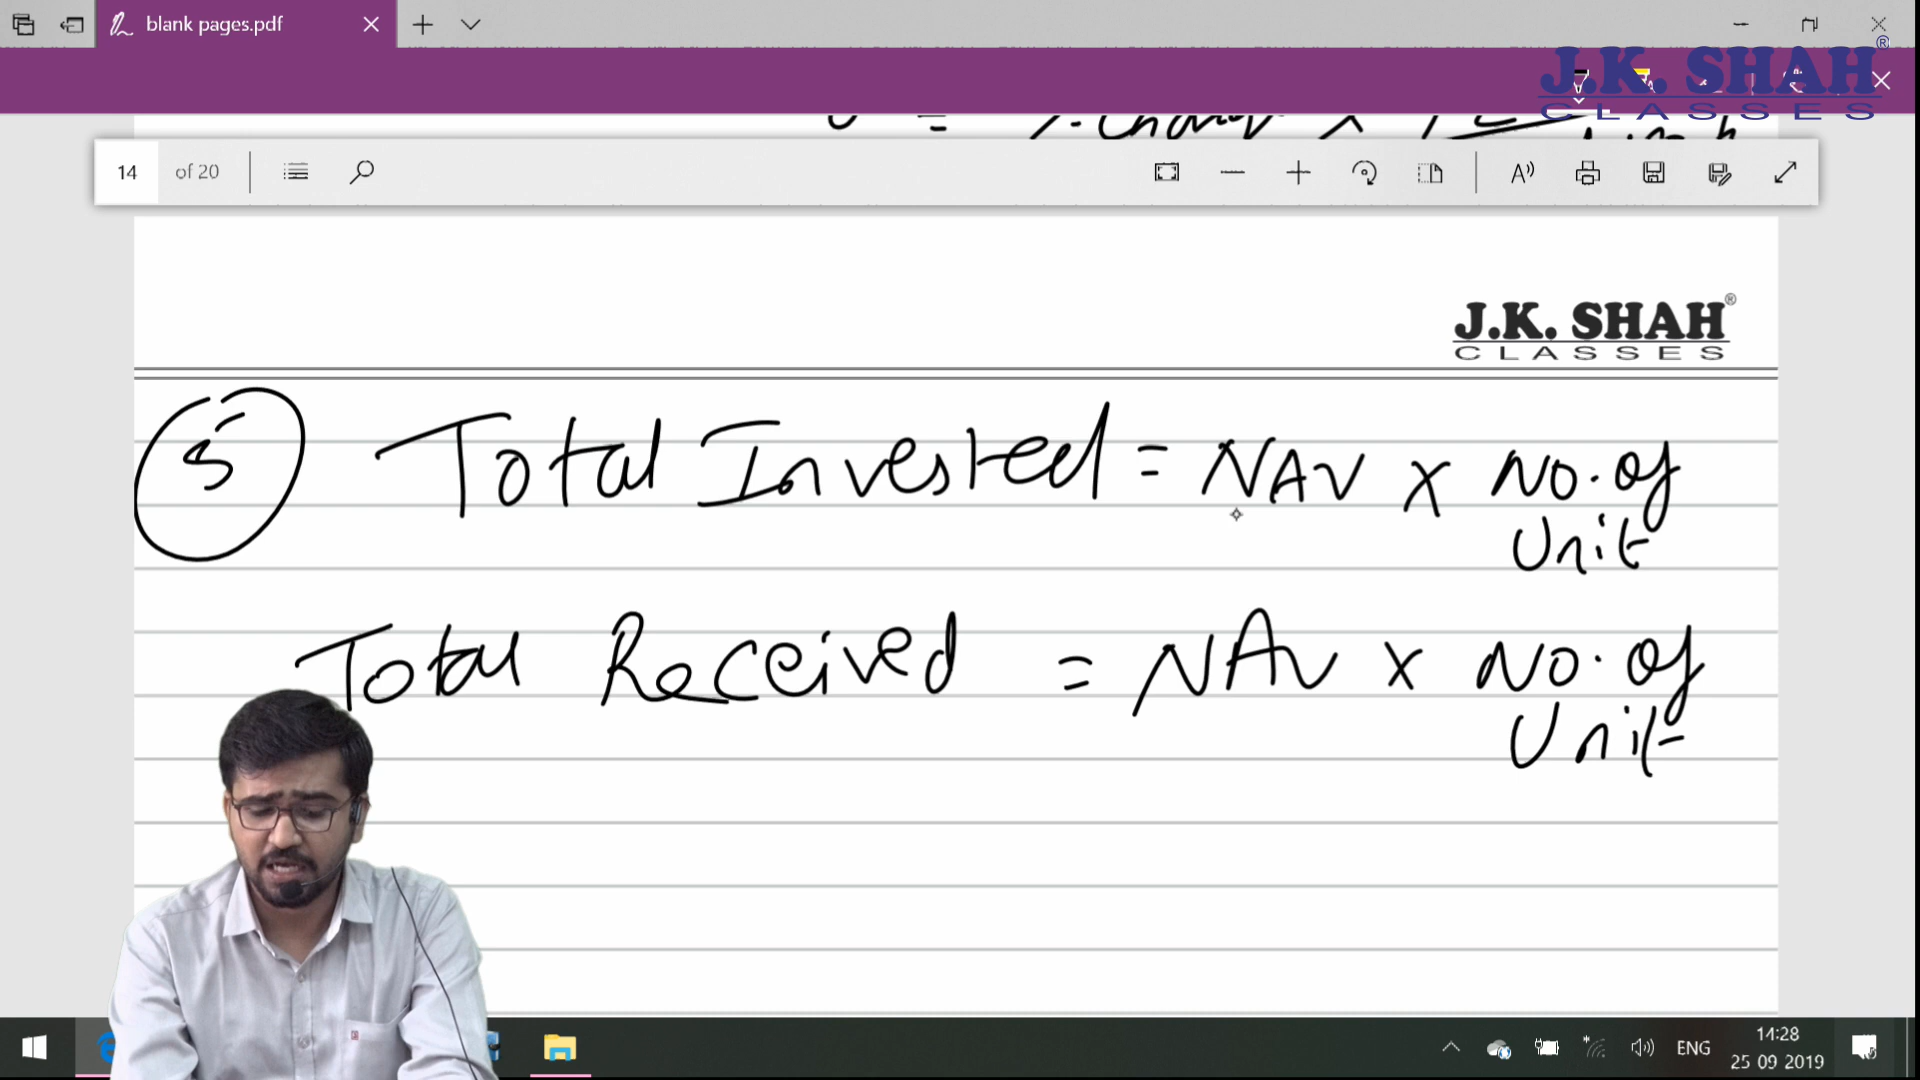 blank pages.pdf
J.K. SHAH®
CLASSES
14 of 20
J.K. SHAH®
CLASSES
5 Total Invested = NAV X No. of
Unit
Total Received = NAV X No. of
Unit
14:28
ENG
25 09 2019